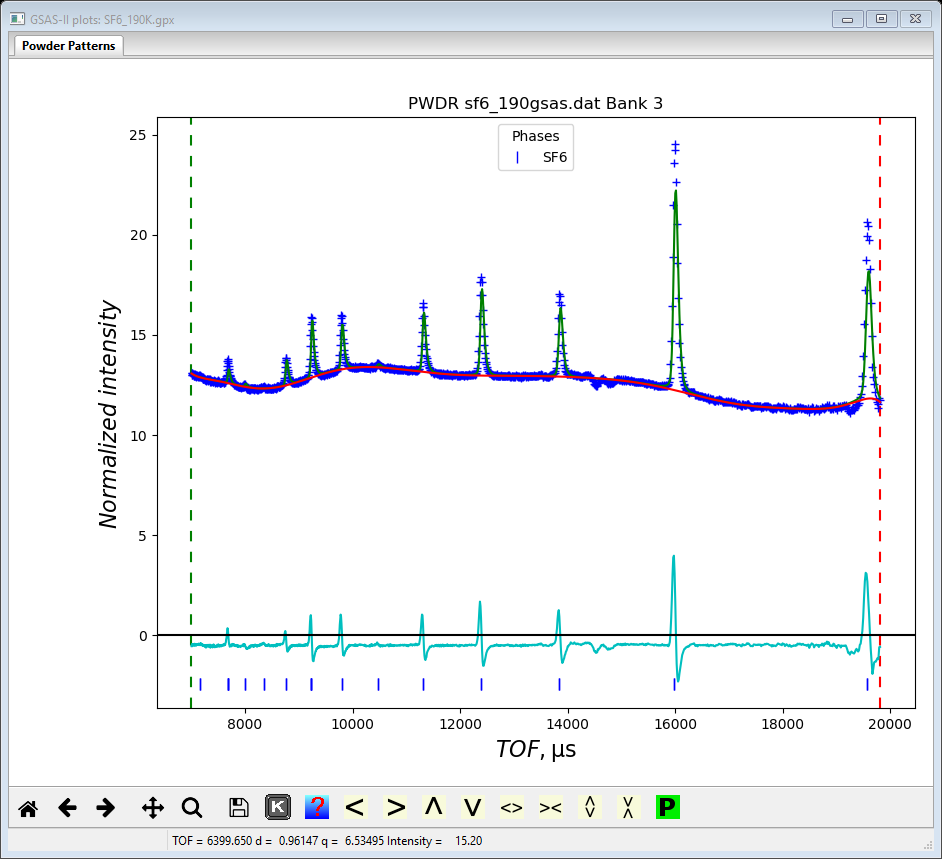 GSAS-II plots: SF6_190K.gpx
Powder Patterns
PWDR sf6_190gsas.dat Bank 3
Phases
SF6
25
20
15
10
5
0
Normalized intensity
8000 10000 12000 14000 16000 18000 20000
TOF, µs
K ? < > Λ V <> >< P
TOF = 6399.650 d = 0.96147 q = 6.53495 Intensity = 15.20